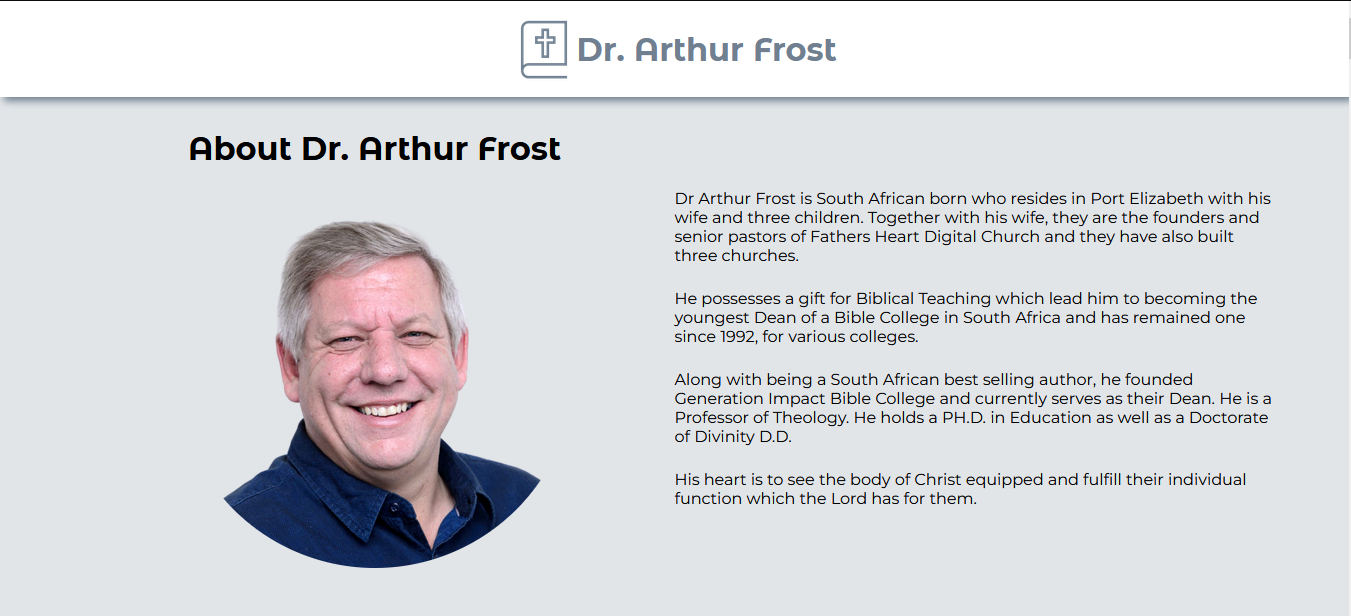 Dr. Arthur Frost
About Dr. Arthur Frost
Dr Arthur Frost is South African born who resides in Port Elizabeth with his
wife and three children. Together with his wife, they are the founders and
senior pastors of Fathers Heart Digital Church and they have also built
three churches.
He possesses a gift for Biblical Teaching which lead him to becoming the
youngest Dean of a Bible College in South Africa and has remained one
since 1992, for various colleges.
Along with being a South African best selling author, he founded
Generation Impact Bible College and currently serves as their Dean. He is a
Professor of Theology. He holds a PH.D. in Education as well as a Doctorate
of Divinity D.D.
His heart is to see the body of Christ equipped and fulfill their individual
function which the Lord has for them.